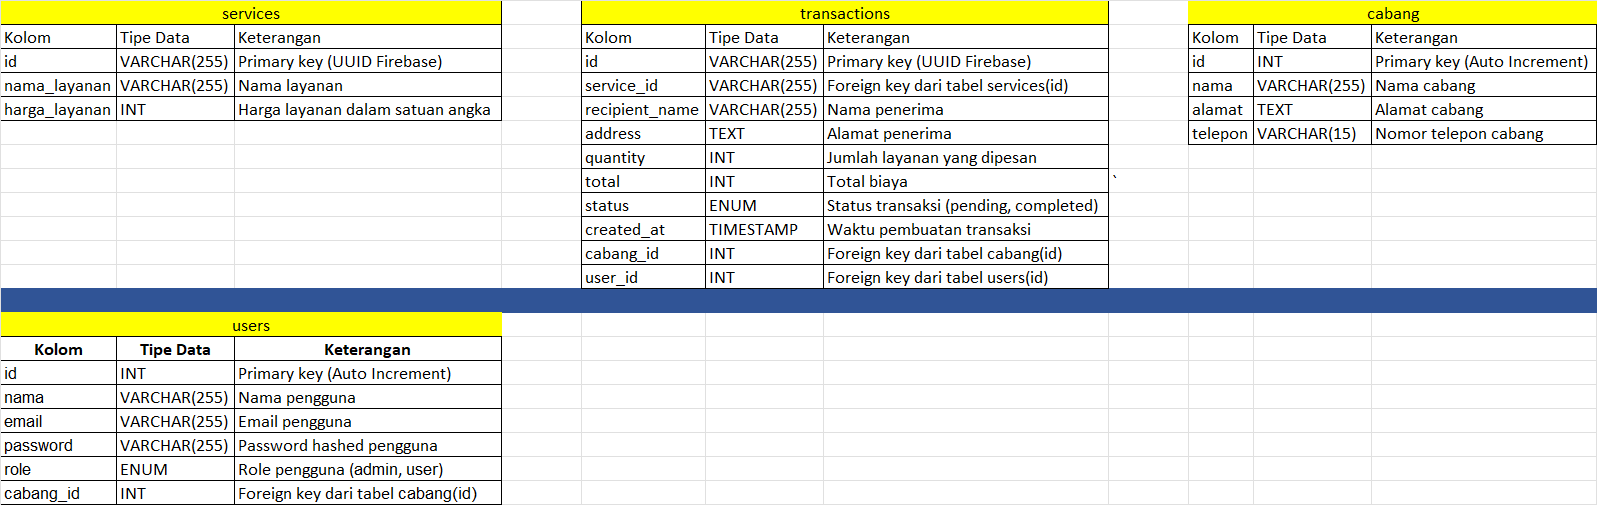 services
Kolom Tipe Data Keterangan
id VARCHAR(255) Primary key (UUID Firebase)
nama_layanan VARCHAR(255) Nama layanan
harga_layanan INT Harga layanan dalam satuan angka
transactions
Kolom Tipe Data Keterangan
id VARCHAR(255) Primary key (UUID Firebase)
service_id VARCHAR(255) Foreign key dari tabel services(id)
recipient_name VARCHAR(255) Nama penerima
address TEXT Alamat penerima
quantity INT Jumlah layanan yang dipesan
total INT Total biaya `
status ENUM Status transaksi (pending, completed)
created_at TIMESTAMP Waktu pembuatan transaksi
cabang_id INT Foreign key dari tabel cabang(id)
user_id INT Foreign key dari tabel users(id)
cabang
Kolom Tipe Data Keterangan
id INT Primary key (Auto Increment)
nama VARCHAR(255) Nama cabang
alamat TEXT Alamat cabang
telepon VARCHAR(15) Nomor telepon cabang
users
Kolom Tipe Data Keterangan
id INT Primary key (Auto Increment)
nama VARCHAR(255) Nama pengguna
email VARCHAR(255) Email pengguna
password VARCHAR(255) Password hashed pengguna
role ENUM Role pengguna (admin, user)
cabang_id INT Foreign key dari tabel cabang(id)